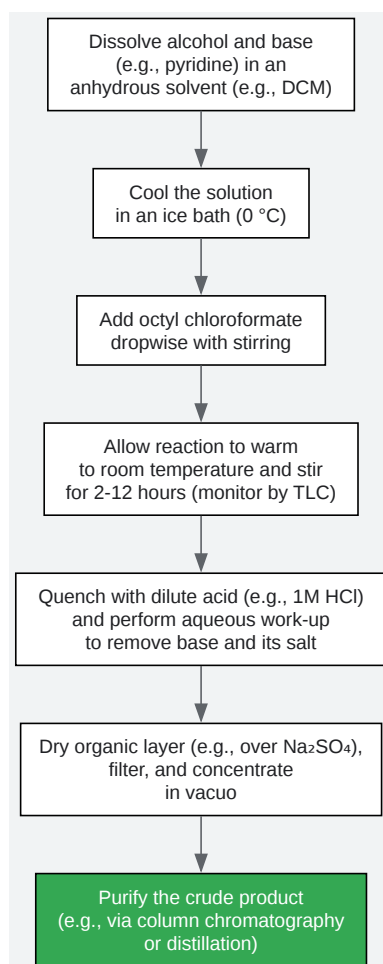 Dissolve alcohol and base
(e.g., pyridine) in an
anhydrous solvent (e.g., DCM)
Cool the solution
in an ice bath (0 °C)
Add octyl chloroformate
dropwise with stirring
Allow reaction to warm
to room temperature and stir
for 2-12 hours (monitor by TLC)
Quench with dilute acid (e.g., 1M HCl)
and perform aqueous work-up
to remove base and its salt
Dry organic layer (e.g., over Na₂SO₄),
filter, and concentrate
in vacuo
Purify the crude product
(e.g., via column chromatography
or distillation)